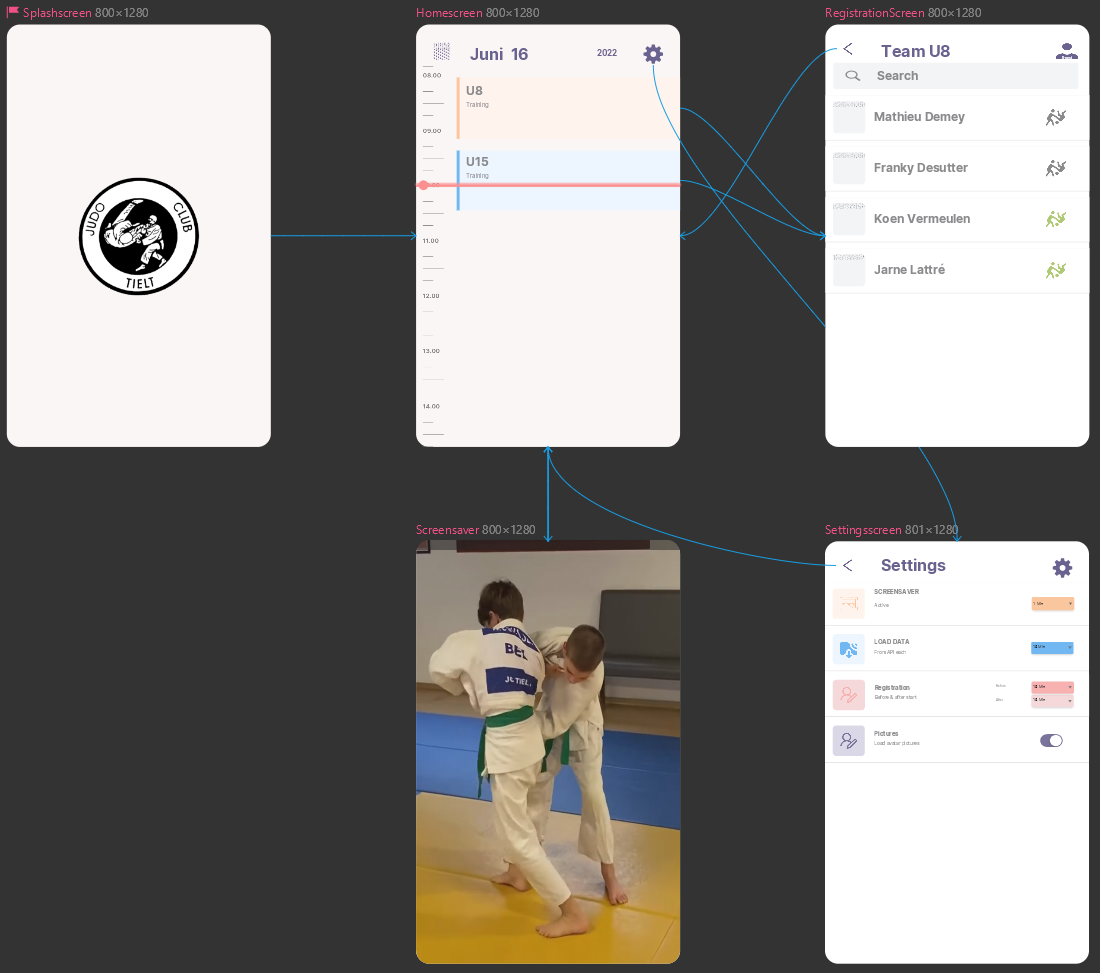 Splashscreen 800×1280
JUDO CLUB
TIELT
Homescreen 800×1280
Juni 16
2022
08.00
U8
Training
09.00
U15
Training
11.00
12.00
13.00
14.00
RegistrationScreen 800×1280
Team U8
Search
Mathieu Demey
Franky Desutter
Koen Vermeulen
Jarne Lattré
Screensaver 800×1280
BEL
Settingsscreen 801×1280
Settings
SCREENSAVER
Active
LOAD DATA
From API each
Registration
Before & after start
Pictures
Load avatar pictures